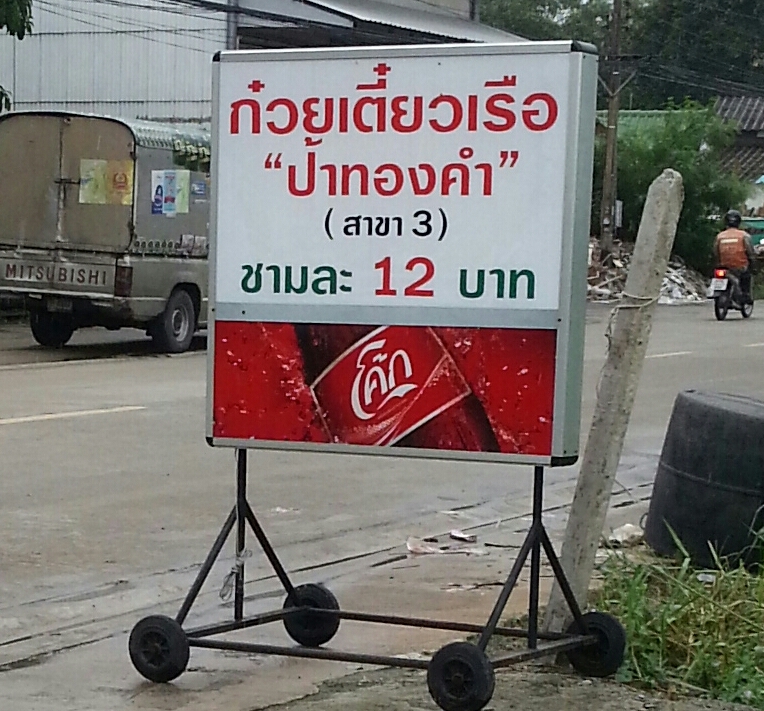 ก๋วยเตี๋ยวเรือ
“ป้าทองคำ”
(สาขา 3)
ชามละ 12 บาท
โค้ก
MITSUBISHI